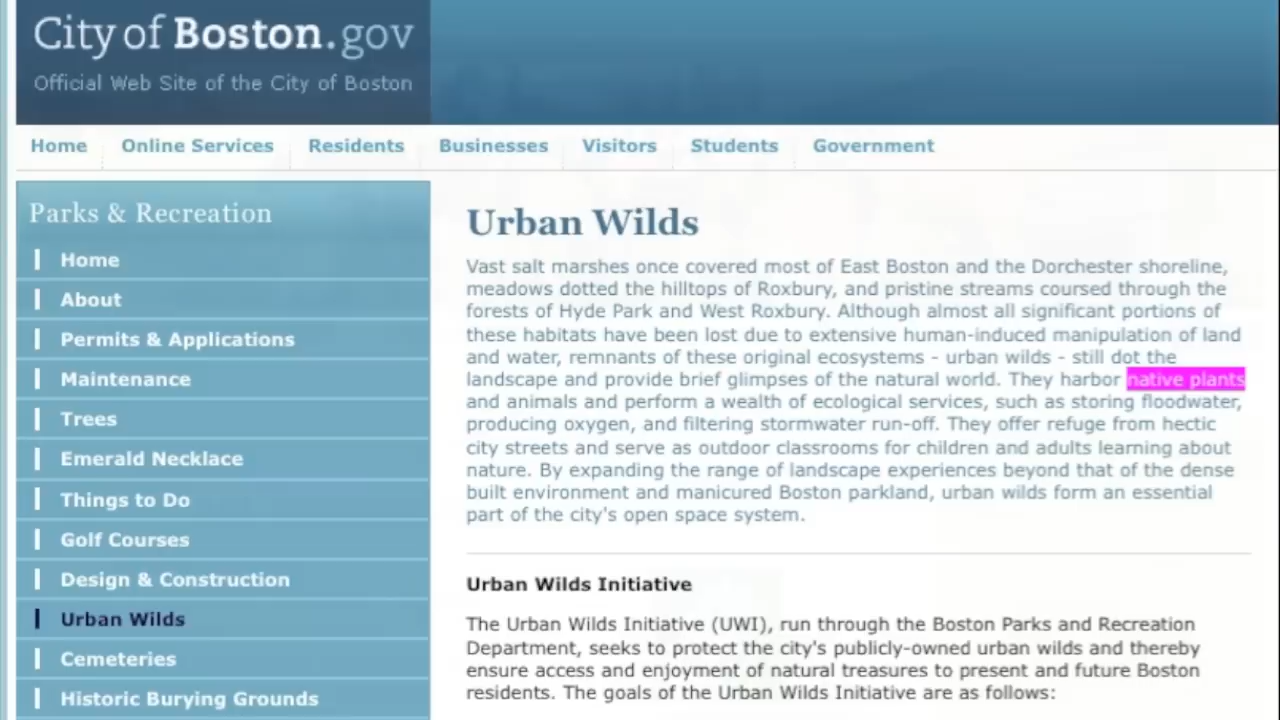 City of Boston.gov
Official Web Site of the City of Boston
Home Online Services Residents Businesses Visitors Students Government
Parks & Recreation
Home
About
Permits & Applications
Maintenance
Trees
Emerald Necklace
Things to Do
Golf Courses
Design & Construction
Urban Wilds
Cemeteries
Historic Burying Grounds
Urban Wilds
Vast salt marshes once covered most of East Boston and the Dorchester shoreline,
meadows dotted the hilltops of Roxbury, and pristine streams coursed through the
forests of Hyde Park and West Roxbury. Although almost all significant portions of
these habitats have been lost due to extensive human-induced manipulation of land
and water, remnants of these original ecosystems - urban wilds - still dot the
landscape and provide brief glimpses of the natural world. They harbor native plants
and animals and perform a wealth of ecological services, such as storing floodwater,
producing oxygen, and filtering stormwater run-off. They offer refuge from hectic
city streets and serve as outdoor classrooms for children and adults learning about
nature. By expanding the range of landscape experiences beyond that of the dense
built environment and manicured Boston parkland, urban wilds form an essential
part of the city's open space system.
Urban Wilds Initiative
The Urban Wilds Initiative (UWI), run through the Boston Parks and Recreation
Department, seeks to protect the city's publicly-owned urban wilds and thereby
ensure access and enjoyment of natural treasures to present and future Boston
residents. The goals of the Urban Wilds Initiative are as follows: